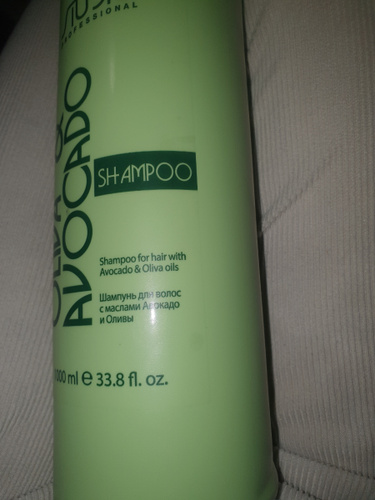 PROFESSIONAL
OLIVA &
AVOCADO
SHAMPOO
Shampoo for hair with
Avocado & Oliva oils
Шампунь для волос
с маслами Авокадо
и Оливы
000 ml ℮ 33.8 fl. oz.